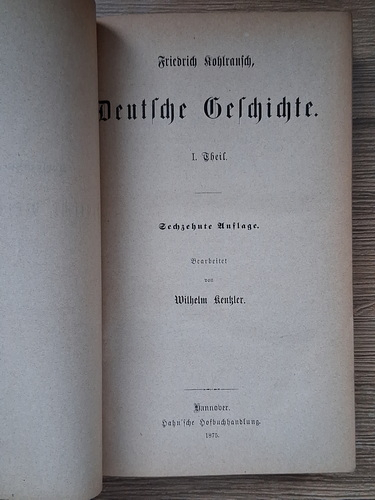 Friedrich Kohlrausch,
Deutsche Geschichte.
I. Theil.
Sechzehnte Auflage.
Bearbeitet
von
Wilhelm Kentzler.
Hannover.
Hahn'sche Hofbuchhandlung.
1875.